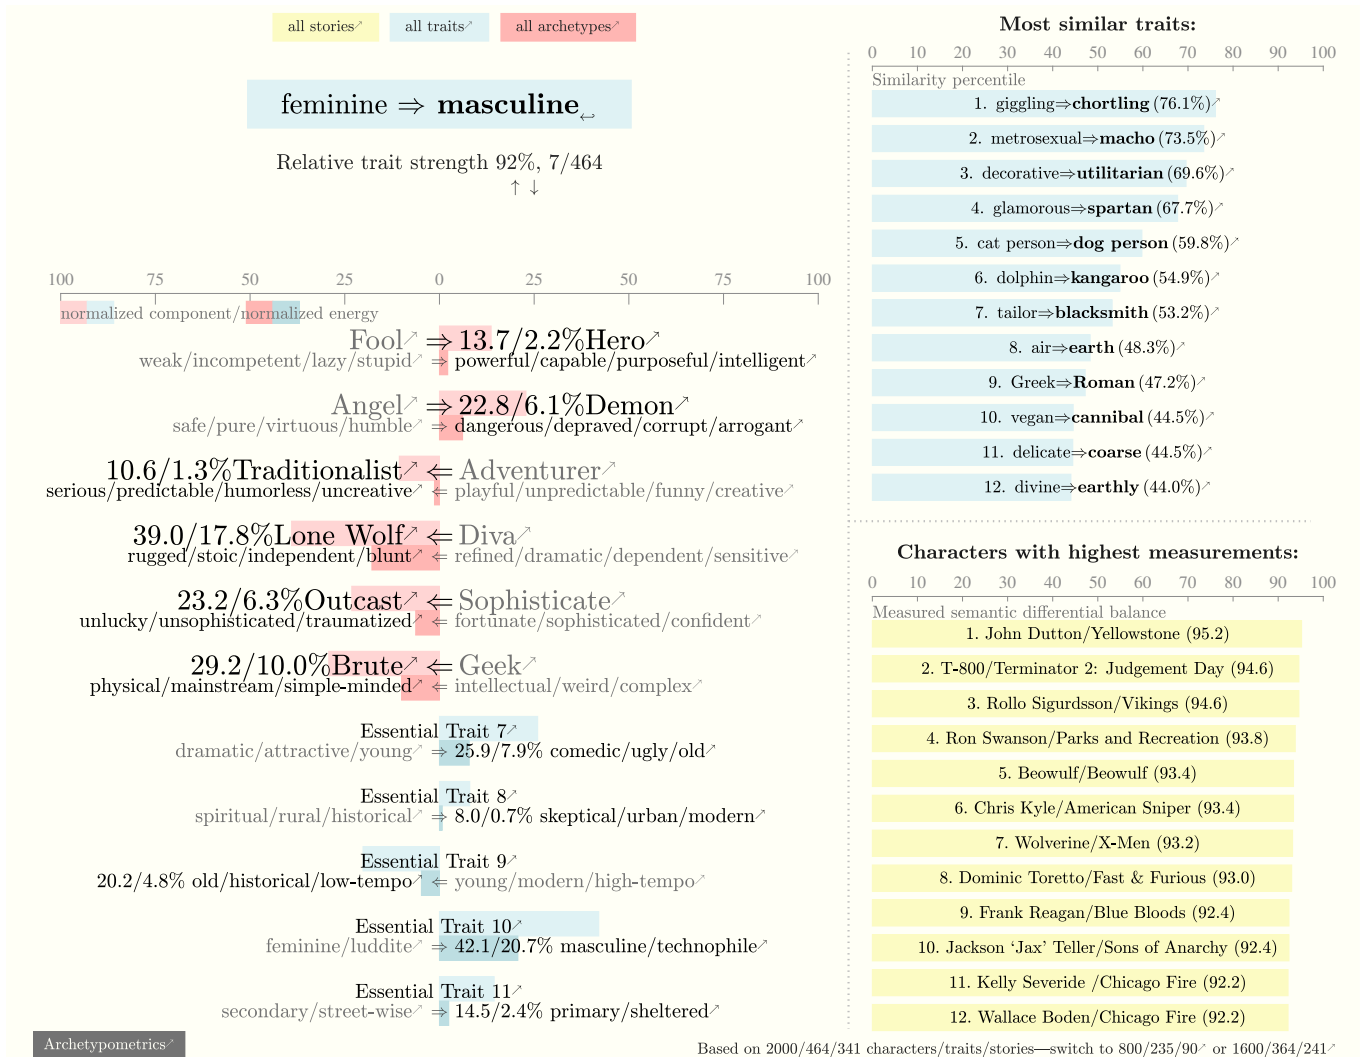 all stories↗ all traits↗ all archetypes↗
feminine ⇒ masculine↩
Relative trait strength 92%, 7/464
↑ ↓
100 75 50 25 0 25 50 75 100
normalized component/normalized energy
Fool↗ ⇒ 13.7/2.2%Hero↗
weak/incompetent/lazy/stupid↗ ⇒ powerful/capable/purposeful/intelligent↗
Angel↗ ⇒ 22.8/6.1%Demon↗
safe/pure/virtuous/humble↗ ⇒ dangerous/depraved/corrupt/arrogant↗
10.6/1.3%Traditionalist↗ ⇐ Adventurer↗
serious/predictable/humorless/uncreative↗ ⇐ playful/unpredictable/funny/creative↗
39.0/17.8%Lone Wolf↗ ⇐ Diva↗
rugged/stoic/independent/blunt↗ ⇐ refined/dramatic/dependent/sensitive↗
23.2/6.3%Outcast↗ ⇐ Sophisticate↗
unlucky/unsophisticated/traumatized↗ ⇐ fortunate/sophisticated/confident↗
29.2/10.0%Brute↗ ⇐ Geek↗
physical/mainstream/simple-minded↗ ⇐ intellectual/weird/complex↗
Essential Trait 7↗
dramatic/attractive/young↗ ⇒ 25.9/7.9% comedic/ugly/old↗
Essential Trait 8↗
spiritual/rural/historical↗ ⇒ 8.0/0.7% skeptical/urban/modern↗
Essential Trait 9↗
20.2/4.8% old/historical/low-tempo↗ ⇐ young/modern/high-tempo↗
Essential Trait 10↗
feminine/luddite↗ ⇒ 42.1/20.7% masculine/technophile↗
Essential Trait 11↗
secondary/street-wise↗ ⇒ 14.5/2.4% primary/sheltered↗
Archetypometrics↗
Most similar traits:
0 10 20 30 40 50 60 70 80 90 100
Similarity percentile
1. giggling⇒chortling (76.1%)↗
2. metrosexual⇒macho (73.5%)↗
3. decorative⇒utilitarian (69.6%)↗
4. glamorous⇒spartan (67.7%)↗
5. cat person⇒dog person (59.8%)↗
6. dolphin⇒kangaroo (54.9%)↗
7. tailor⇒blacksmith (53.2%)↗
8. air⇒earth (48.3%)↗
9. Greek⇒Roman (47.2%)↗
10. vegan⇒cannibal (44.5%)↗
11. delicate⇒coarse (44.5%)↗
12. divine⇒earthly (44.0%)↗
Characters with highest measurements:
0 10 20 30 40 50 60 70 80 90 100
Measured semantic differential balance
1. John Dutton/Yellowstone (95.2)
2. T-800/Terminator 2: Judgement Day (94.6)
3. Rollo Sigurdsson/Vikings (94.6)
4. Ron Swanson/Parks and Recreation (93.8)
5. Beowulf/Beowulf (93.4)
6. Chris Kyle/American Sniper (93.4)
7. Wolverine/X-Men (93.2)
8. Dominic Toretto/Fast & Furious (93.0)
9. Frank Reagan/Blue Bloods (92.4)
10. Jackson ‘Jax’ Teller/Sons of Anarchy (92.4)
11. Kelly Severide /Chicago Fire (92.2)
12. Wallace Boden/Chicago Fire (92.2)
Based on 2000/464/341 characters/traits/stories—switch to 800/235/90↗ or 1600/364/241↗